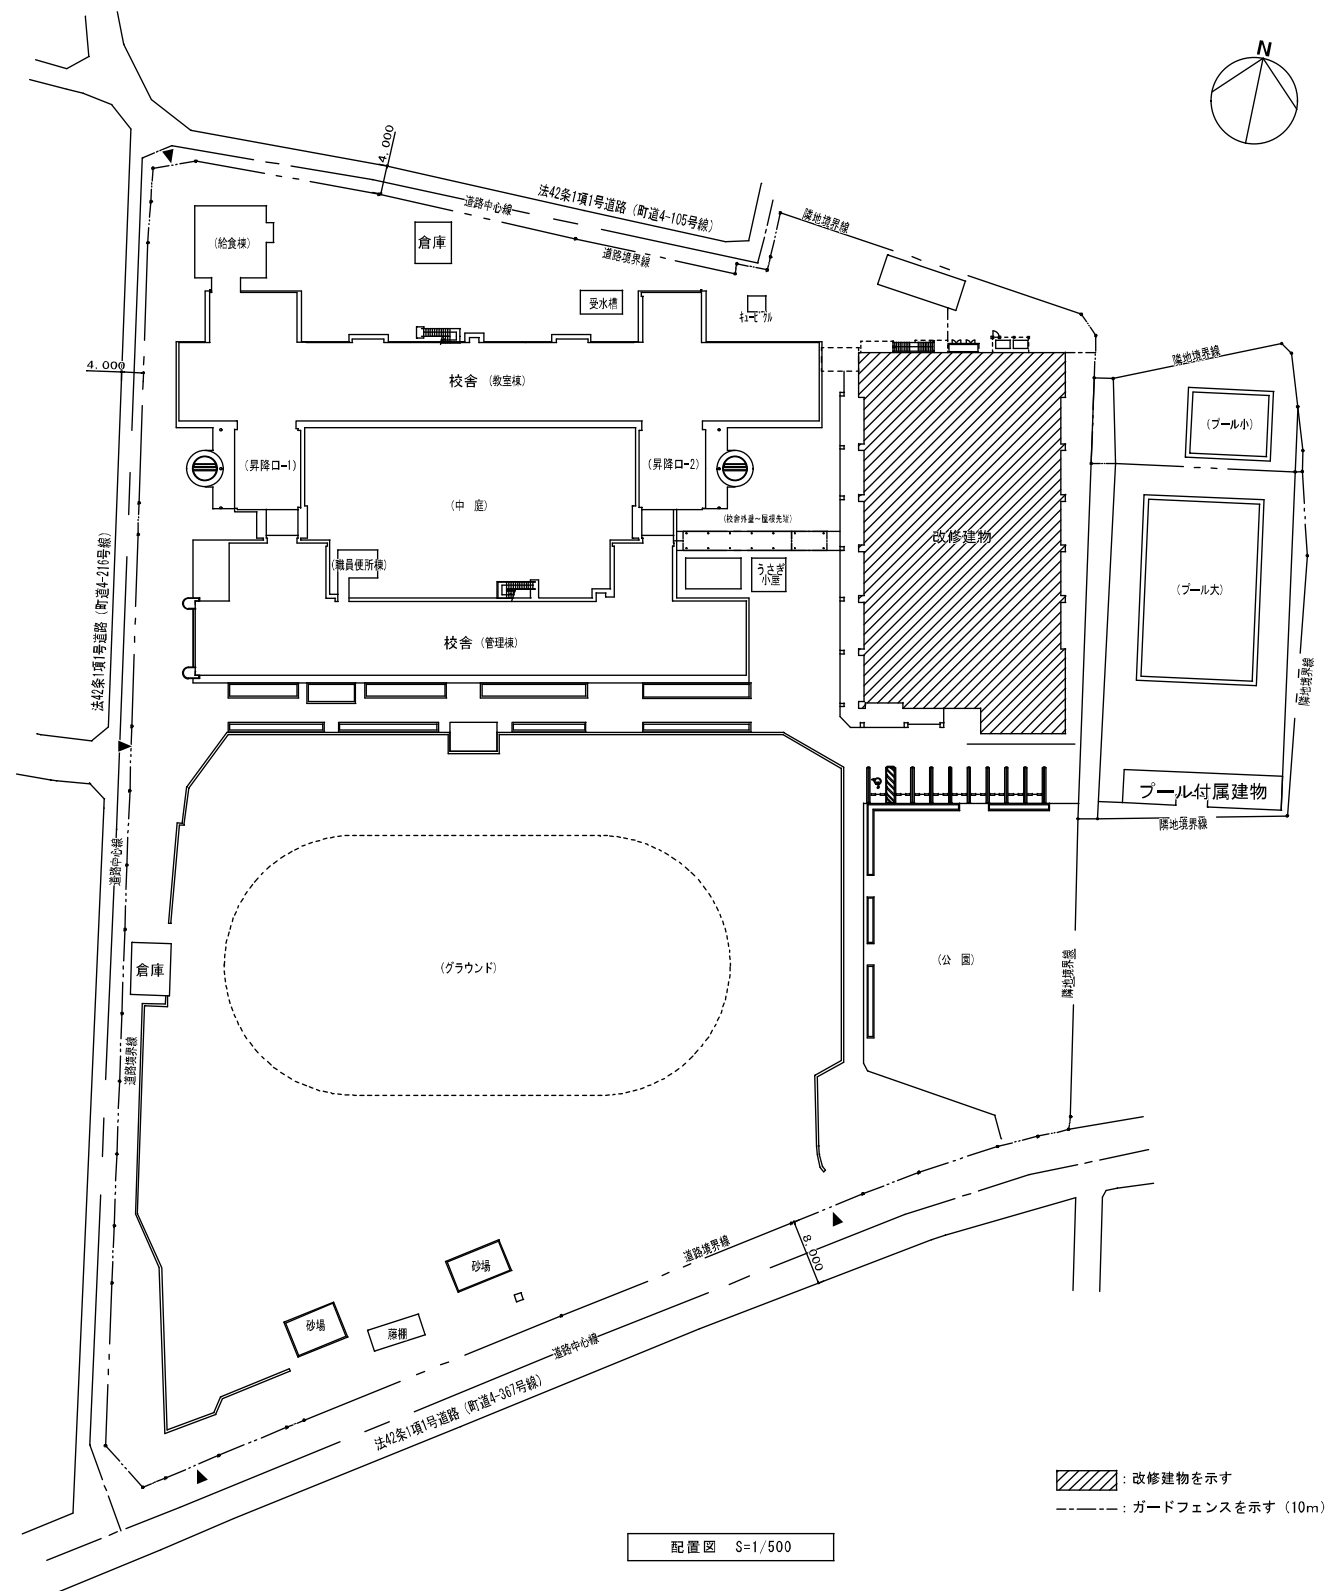 N
4,000
法42条1項1号道路 (町道4-105号線)
道路中心線
隣地境界線
(給食棟)
倉庫
道路境界線
受水槽
キュービクル
4,000
隣地境界線
校舎 (教室棟)
(プール小)
(昇降口-1)
(昇降口-2)
(中 庭)
(校舎外壁~屋根先端)
改修建物
(職員便所棟)
うさぎ
小屋
(プール大)
法42条1項1号道路 (町道4-216号線)
校舎 (管理棟)
隣地境界線
プール付属建物
隣地境界線
道路中心線
倉庫
(グラウンド)
(公 園)
隣地境界線
道路境界線
道路境界線
8,000
砂場
砂場
藤棚
道路中心線
法42条1項1号道路 (町道4-367号線)
: 改修建物を示す
: ガードフェンスを示す (10m)
配置図 S=1/500